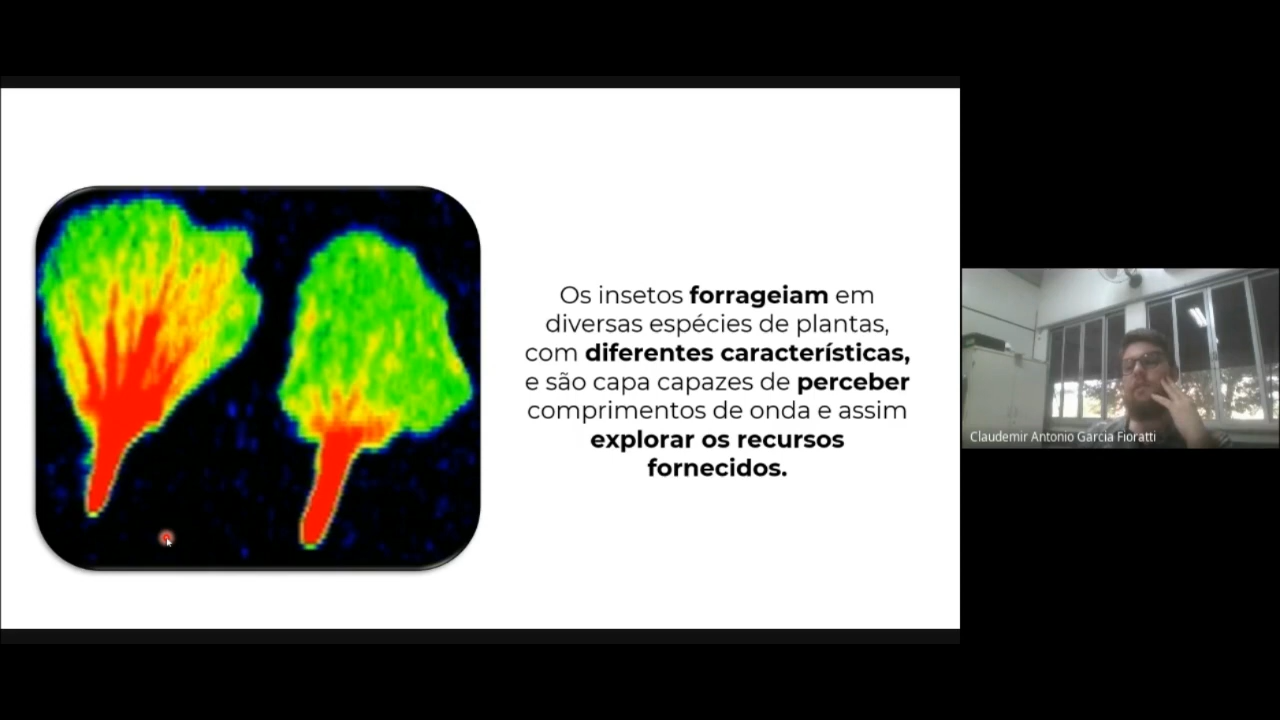 Os insetos forrageiam em
diversas espécies de plantas,
com diferentes características,
e são capa capazes de perceber
comprimentos de onda e assim
explorar os recursos
fornecidos.
Claudemir Antonio Garcia Fioratti